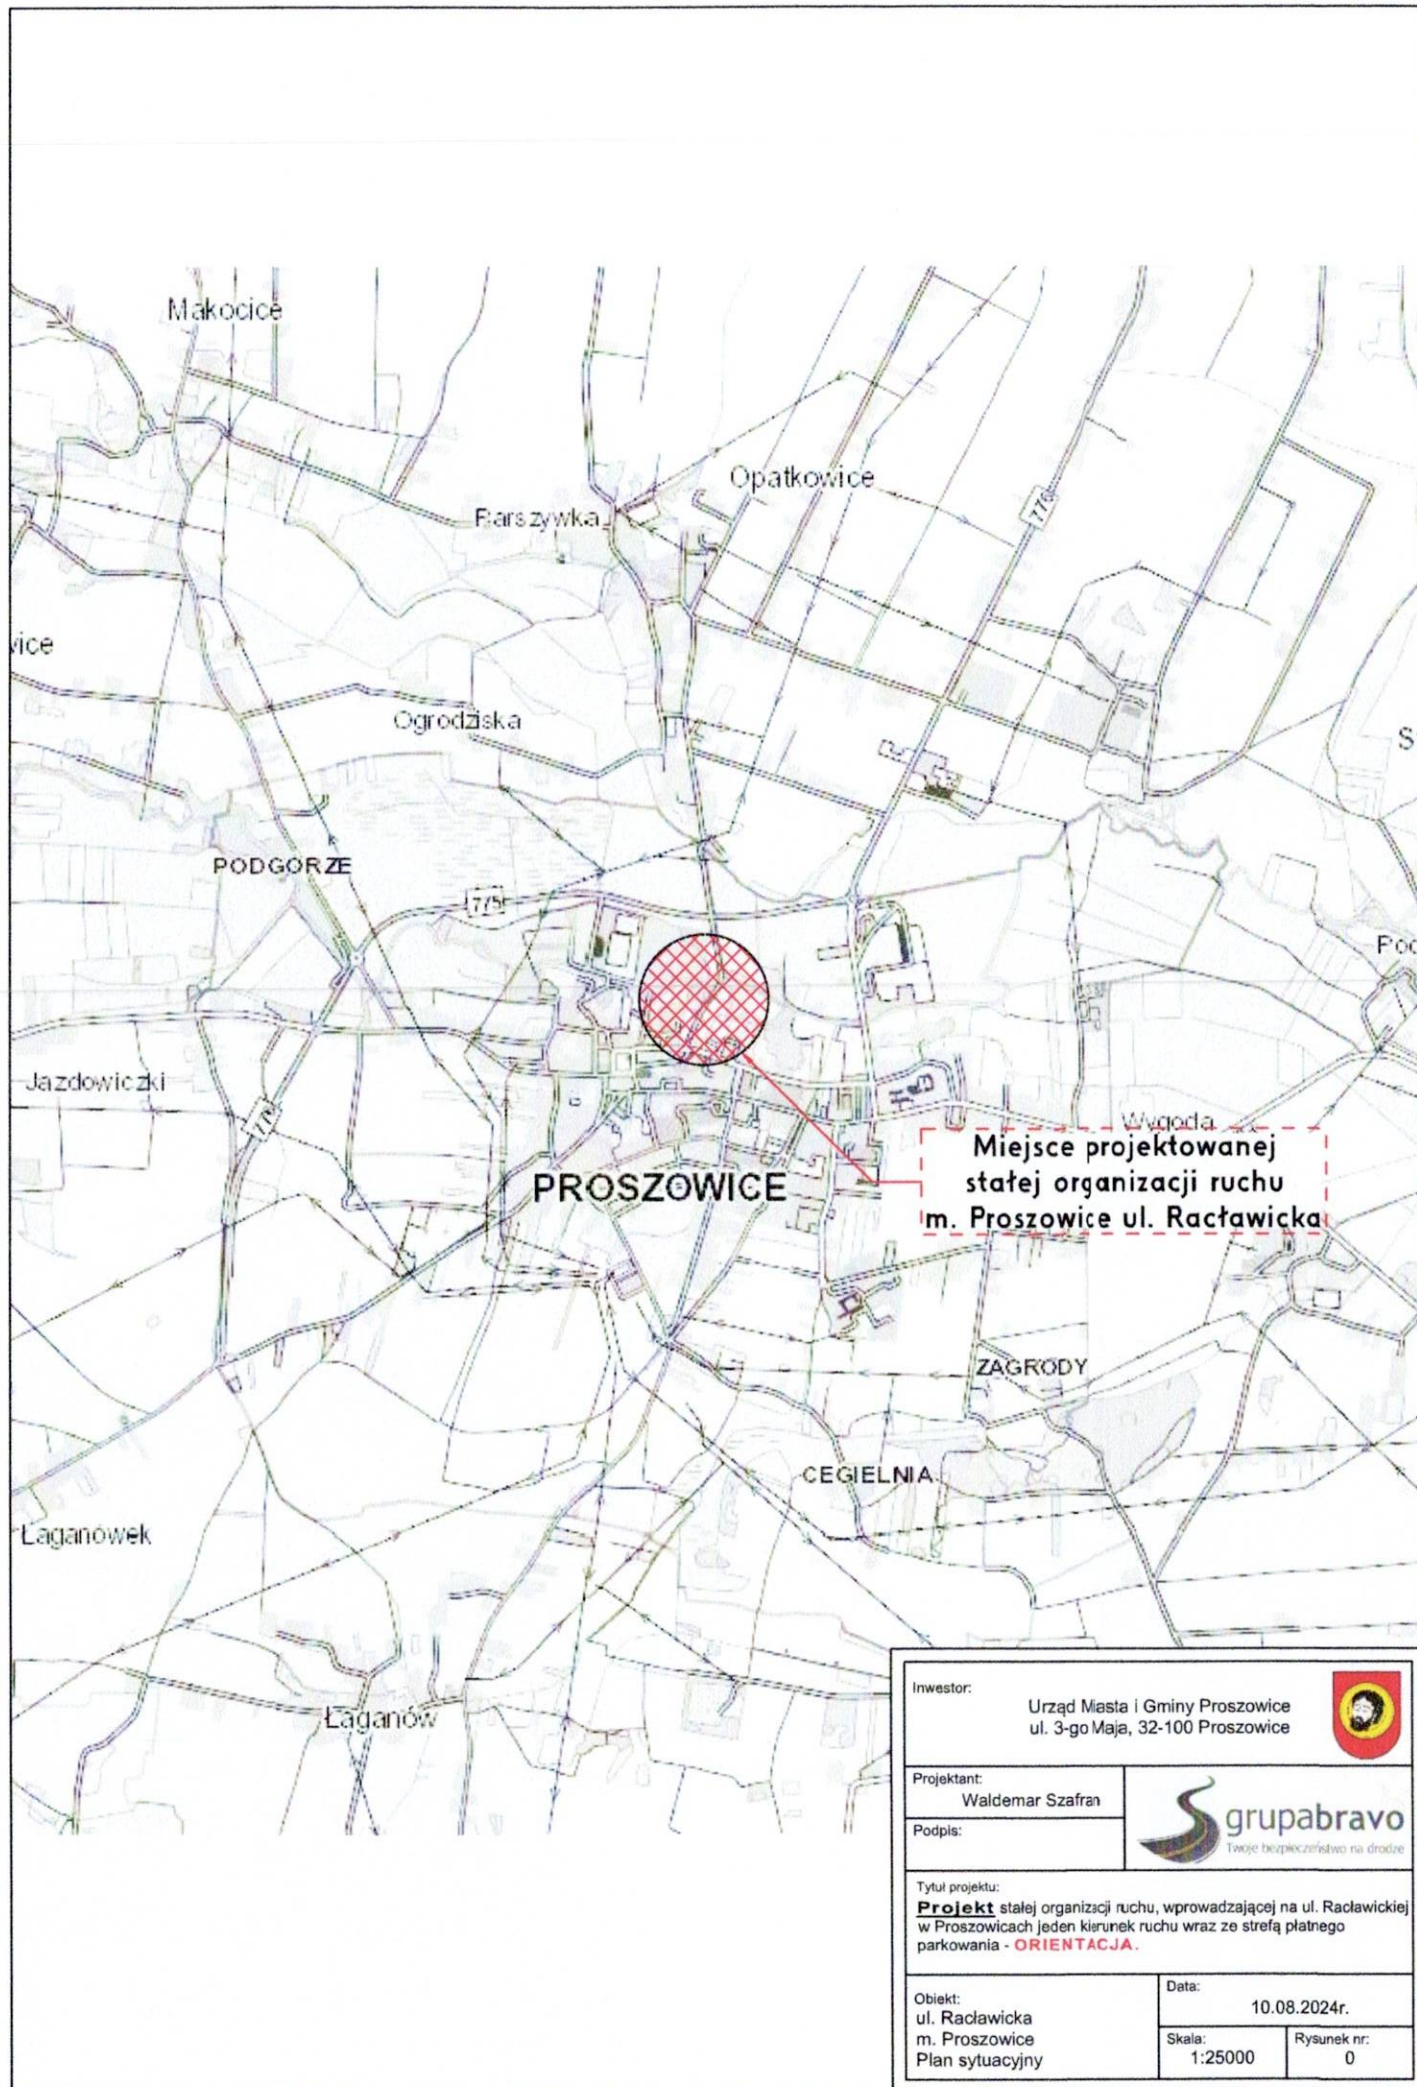 Makocice
Opatkowice
Parszywka
776
vice
Ogrodziska
S
PODGÓRZE
775
Poc
Jazdowiczki
776
Wygoda
Miejsce projektowanej
stałej organizacji ruchu
m. Proszowice ul. Racławicka
PROSZOWICE
ZAGRODY
CEGIELNIA
Łaganówek
Łaganów
Inwestor:
Urząd Miasta i Gminy Proszowice
ul. 3-go Maja, 32-100 Proszowice
Projektant:
Waldemar Szafran
Podpis:
grupabravo
Twoje bezpieczeństwo na drodze
Tytuł projektu:
Projekt stałej organizacji ruchu, wprowadzającej na ul. Racławickiej
w Proszowicach jeden kierunek ruchu wraz ze strefą płatnego
parkowania - ORIENTACJA.
Obiekt:
ul. Racławicka
m. Proszowice
Plan sytuacyjny
Data:
10.08.2024r.
Skala:
1:25000
Rysunek nr:
0